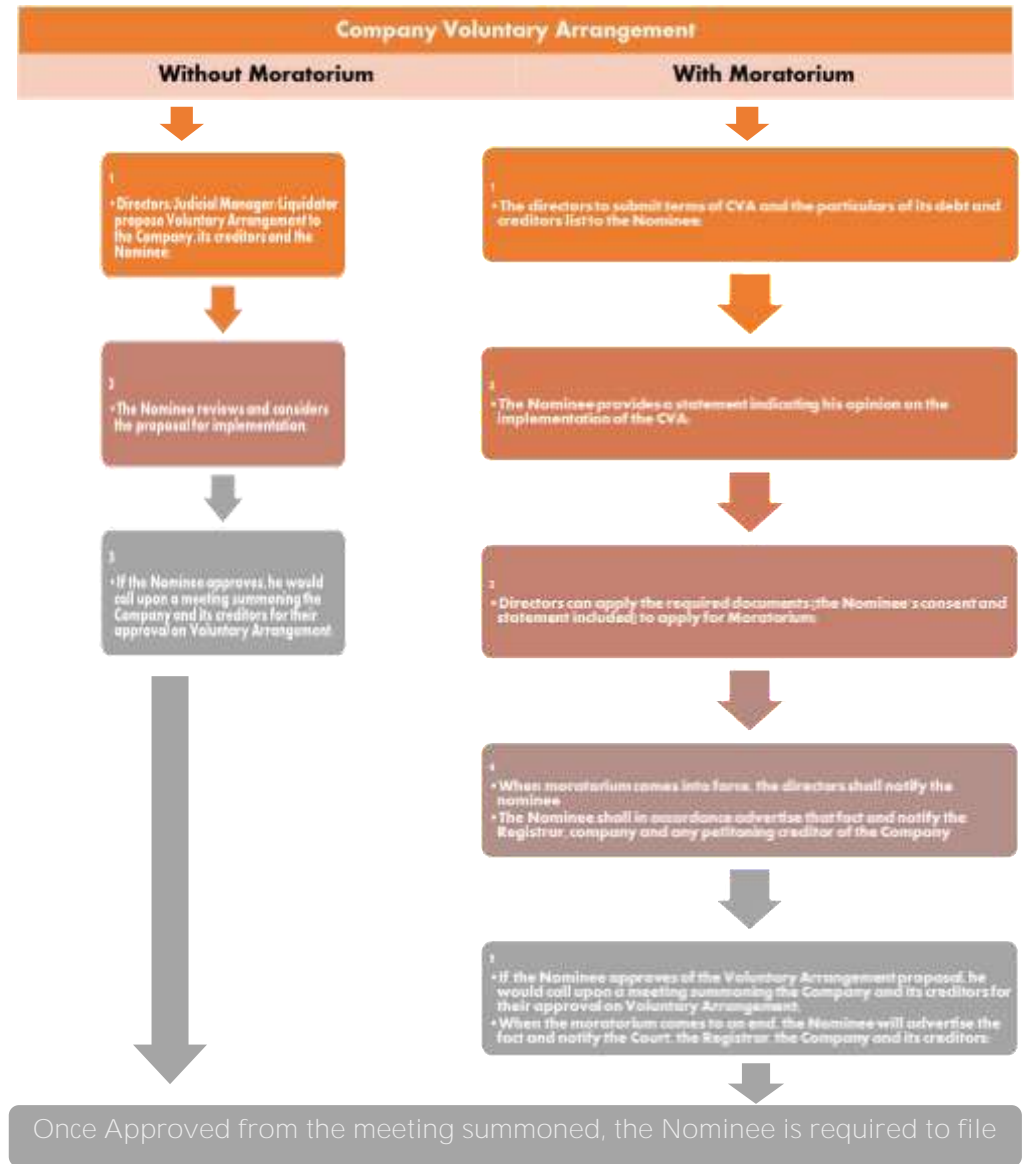 Company Voluntary Arrangement
Without Moratorium
With Moratorium
1
• Directors, Judicial Manager, Liquidator
propose Voluntary Arrangement to
the Company, its creditors and the
Nominee.
2
• The Nominee reviews and considers
the proposal for implementation
3
• If the Nominee approves, he would
call upon a meeting summoning the
Company and its creditors for their
approval on Voluntary Arrangement
1
• The directors to submit terms of CVA and the particulars of its debt and
creditors list to the Nominee.
2
• The Nominee provides a statement indicating his opinion on the
implementation of the CVA.
3
• Directors can apply the required documents (the Nominee's consent and
statement included) to apply for Moratorium.
4
• When moratorium comes into force, the directors shall notify the
nominee
• The Nominee shall in accordance advertise that fact and notify the
Registrar, company and any petitoning creditor of the Company
5
• If the Nominee approves of the Voluntary Arrangement proposal, he
would call upon a meeting summoning the Company and its creditors for
their approval on Voluntary Arrangement.
• When the moratorium comes to an end, the Nominee will advertise the
fact and notify the Court, the Registrar, the Company and its creditors.
Once Approved from the meeting summoned, the Nominee is required to file